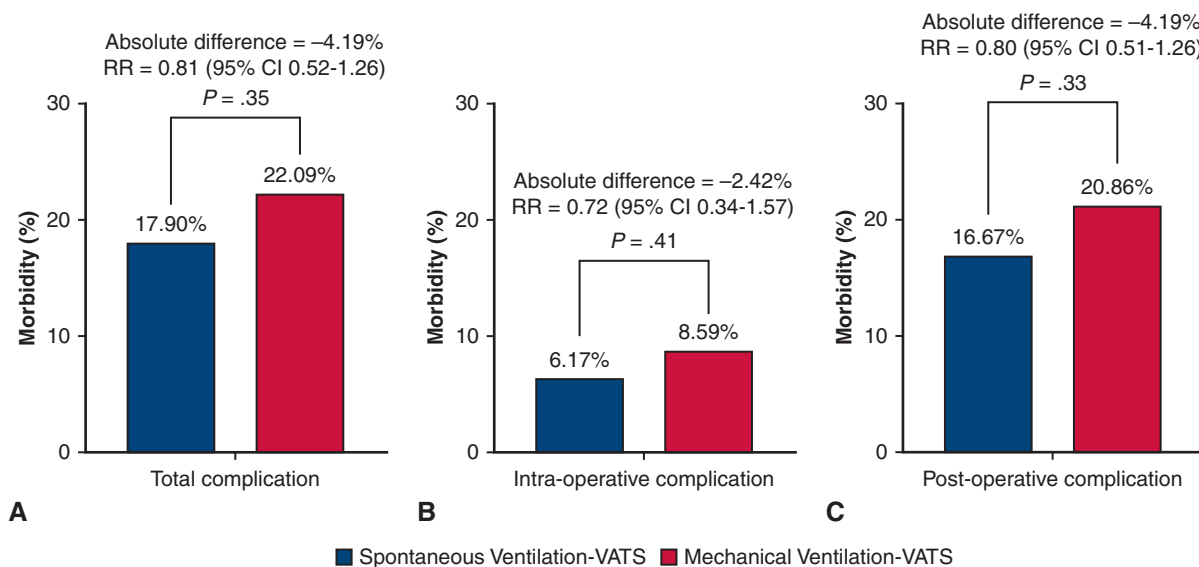 Absolute difference = –4.19%
RR = 0.81 (95% CI 0.52-1.26)
P = .35
30
20
10
0
Morbidity (%)
17.90%
22.09%
Total complication
A
Absolute difference = –2.42%
RR = 0.72 (95% CI 0.34-1.57)
P = .41
30
20
10
0
Morbidity (%)
6.17%
8.59%
Intra-operative complication
B
Absolute difference = –4.19%
RR = 0.80 (95% CI 0.51-1.26)
P = .33
30
20
10
0
Morbidity (%)
16.67%
20.86%
Post-operative complication
C
Spontaneous Ventilation-VATS
Mechanical Ventilation-VATS